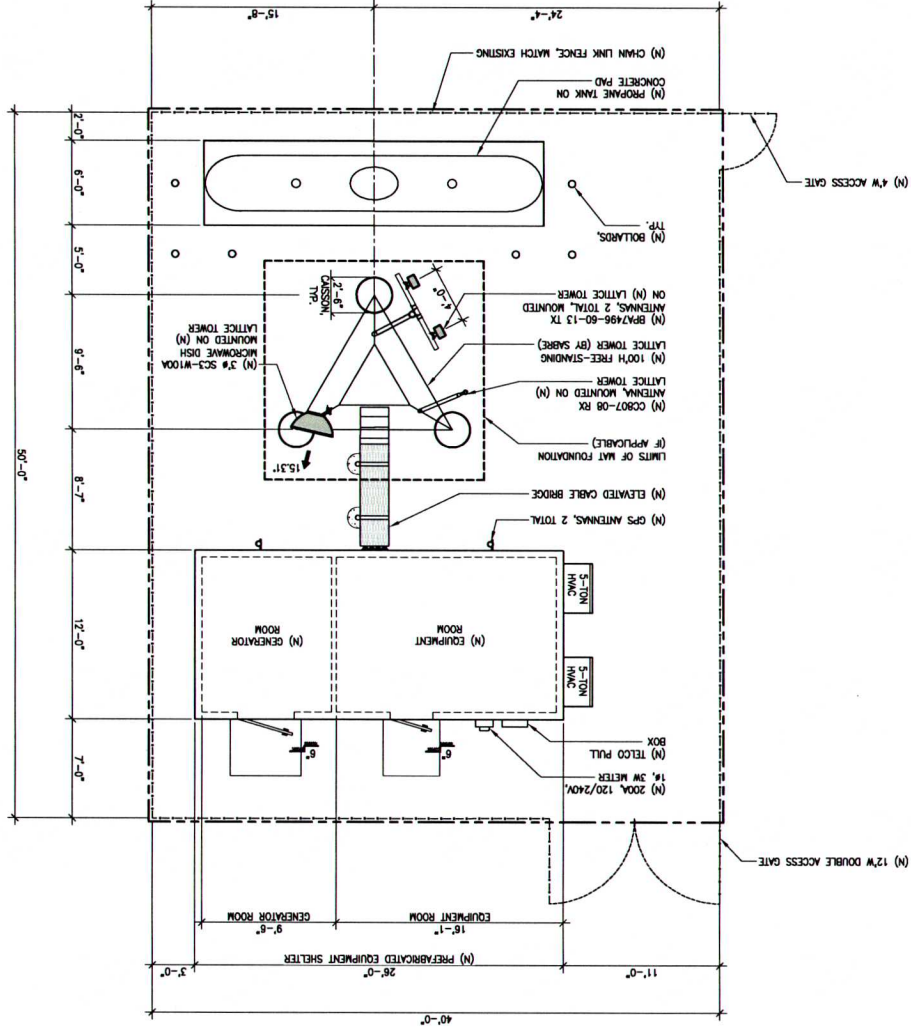 40'-0"
11'-0"
26'-0"
3'-0"
(N) PREFABRICATED EQUIPMENT SHELTER
16'-1"
EQUIPMENT ROOM
9'-6"
GENERATOR ROOM
(N) 12'W DOUBLE ACCESS GATE
(N) 200A, 120/240V,
1ø, 3W METER
(N) TELCO PULL
BOX
6"
6"
7'-0"
5-TON
HVAC
5-TON
HVAC
(N) EQUIPMENT
ROOM
(N) GENERATOR
ROOM
12'-0"
(N) GPS ANTENNAS, 2 TOTAL
(N) ELEVATED CABLE BRIDGE
8'-7"
50'-0"
LIMITS OF MAT FOUNDATION
(IF APPLICABLE)
15.31°
(N) CC807-08 RX
ANTENNA, MOUNTED ON (N)
LATTICE TOWER
(N) 100'H FREE-STANDING
LATTICE TOWER (BY SABRE)
(N) BPA7496-60-13 TX
ANTENNAS, 2 TOTAL, MOUNTED
ON (N) LATTICE TOWER
4'-0"
(N) 3'ø SC3-W100A
MICROWAVE DISH
MOUNTED ON (N)
LATTICE TOWER
9'-6"
2'-6"
CAISSON,
TYP.
5'-0"
(N) BOLLARDS,
TYP.
6'-0"
(N) 4'W ACCESS GATE
2'-0"
(N) PROPANE TANK ON
CONCRETE PAD
(N) CHAIN LINK FENCE, MATCH EXISTING
24'-4"
15'-8"